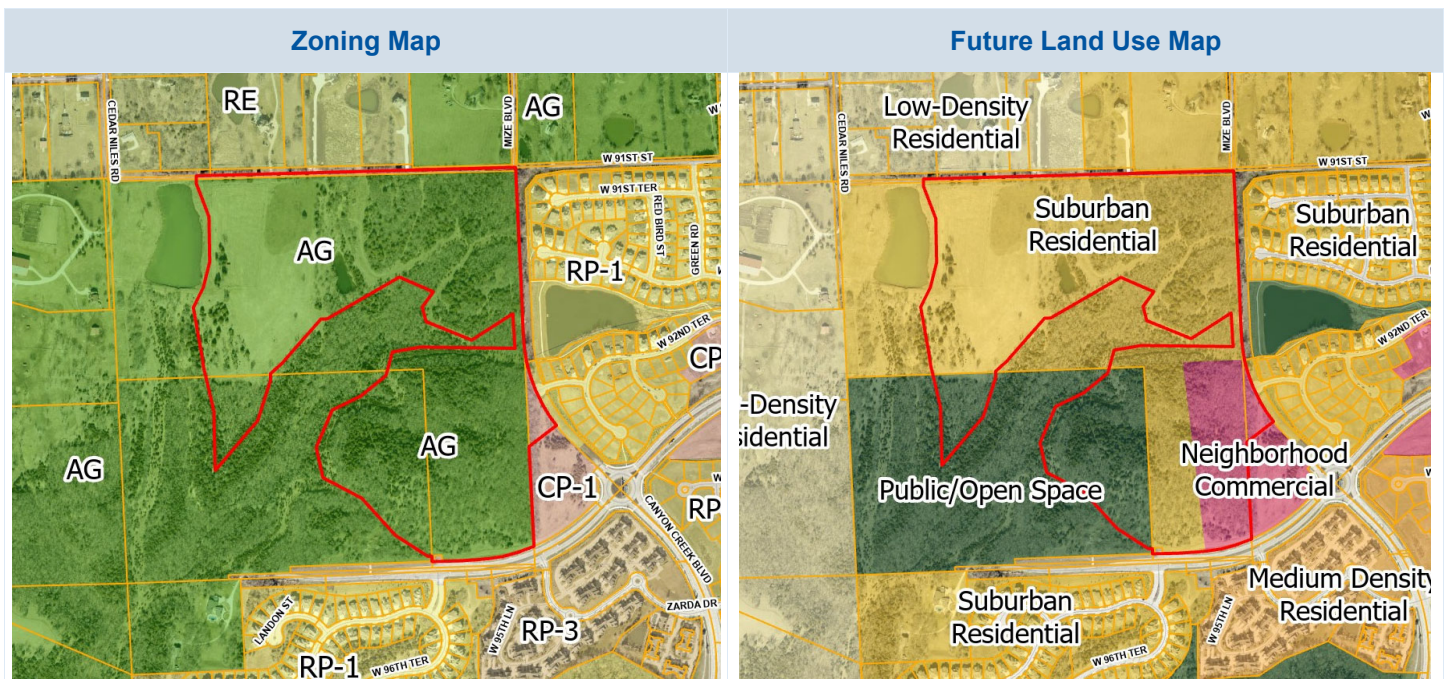 Zoning Map
Future Land Use Map
RE
AG
CEDAR NILES RD
MIZE BLVD
W 91ST ST
W 91ST TER
RED BIRD ST
GREEN RD
AG
RP-1
W 92ND TER
CP
AG
AG
CP-1
RP
CANYON CREEK BLVD
LANDON ST
W 95TH LN
RP-3
ZARDA DR
RP-1
W 96TH TER
Low-Density
Residential
CEDAR NILES RD
MIZE BLVD
W 91ST ST
Suburban
Residential
Suburban
Residential
W 92ND TER
-Density
sidential
Public/Open Space
Neighborhood
Commercial
Medium Density
Residential
Suburban
Residential
W 95TH LN
W 96TH TER